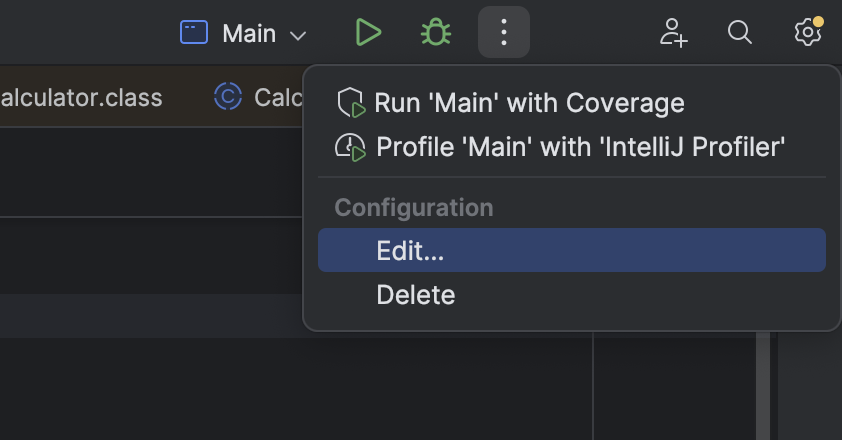 Main
alculator.class
Calc
Run 'Main' with Coverage
Profile 'Main' with 'IntelliJ Profiler'
Configuration
Edit...
Delete